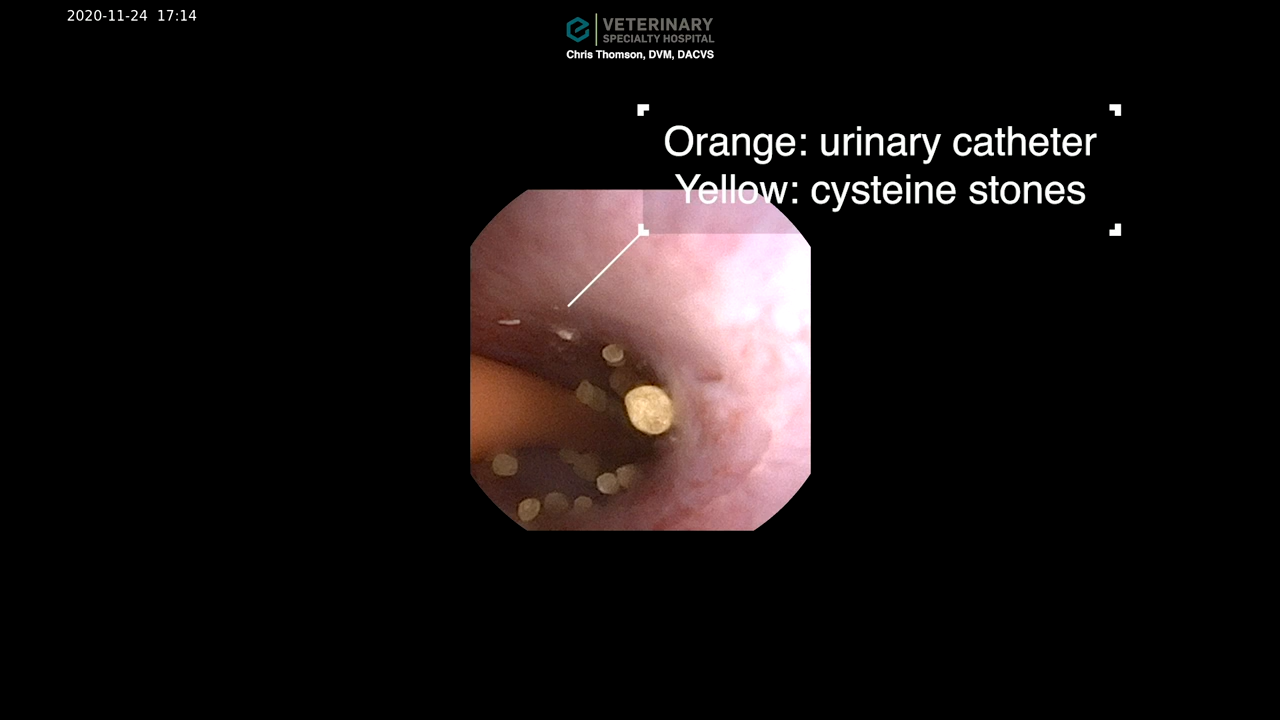 2020-11-24 17:14
VETERINARY
SPECIALTY HOSPITAL
Chris Thomson, DVM, DACVS
Orange: urinary catheter
Yellow: cysteine stones